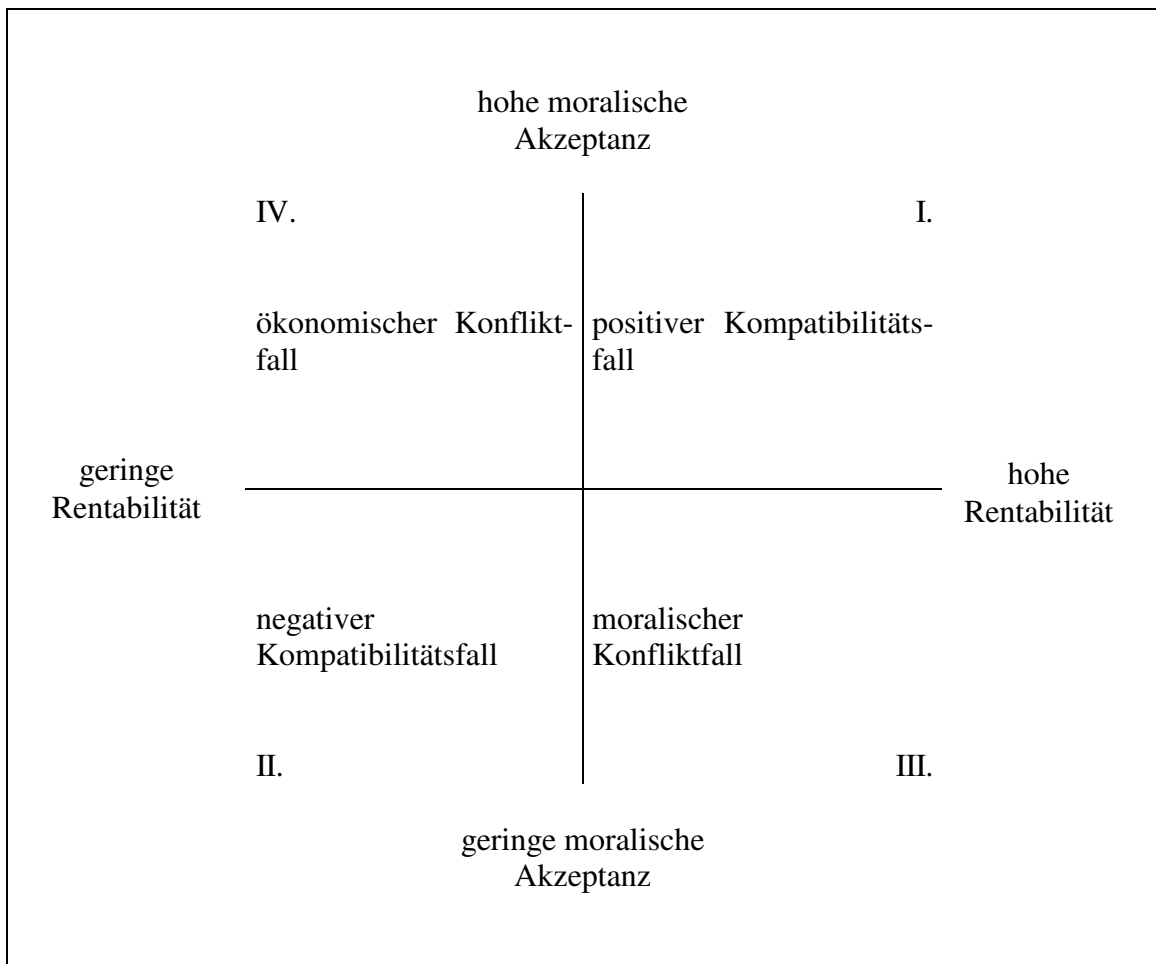 hohe moralische
Akzeptanz
IV.
I.
ökonomischer Konflikt-
fall
positiver Kompatibilitäts-
fall
geringe
Rentabilität
hohe
Rentabilität
negativer
Kompatibilitätsfall
moralischer
Konfliktfall
II.
III.
geringe moralische
Akzeptanz